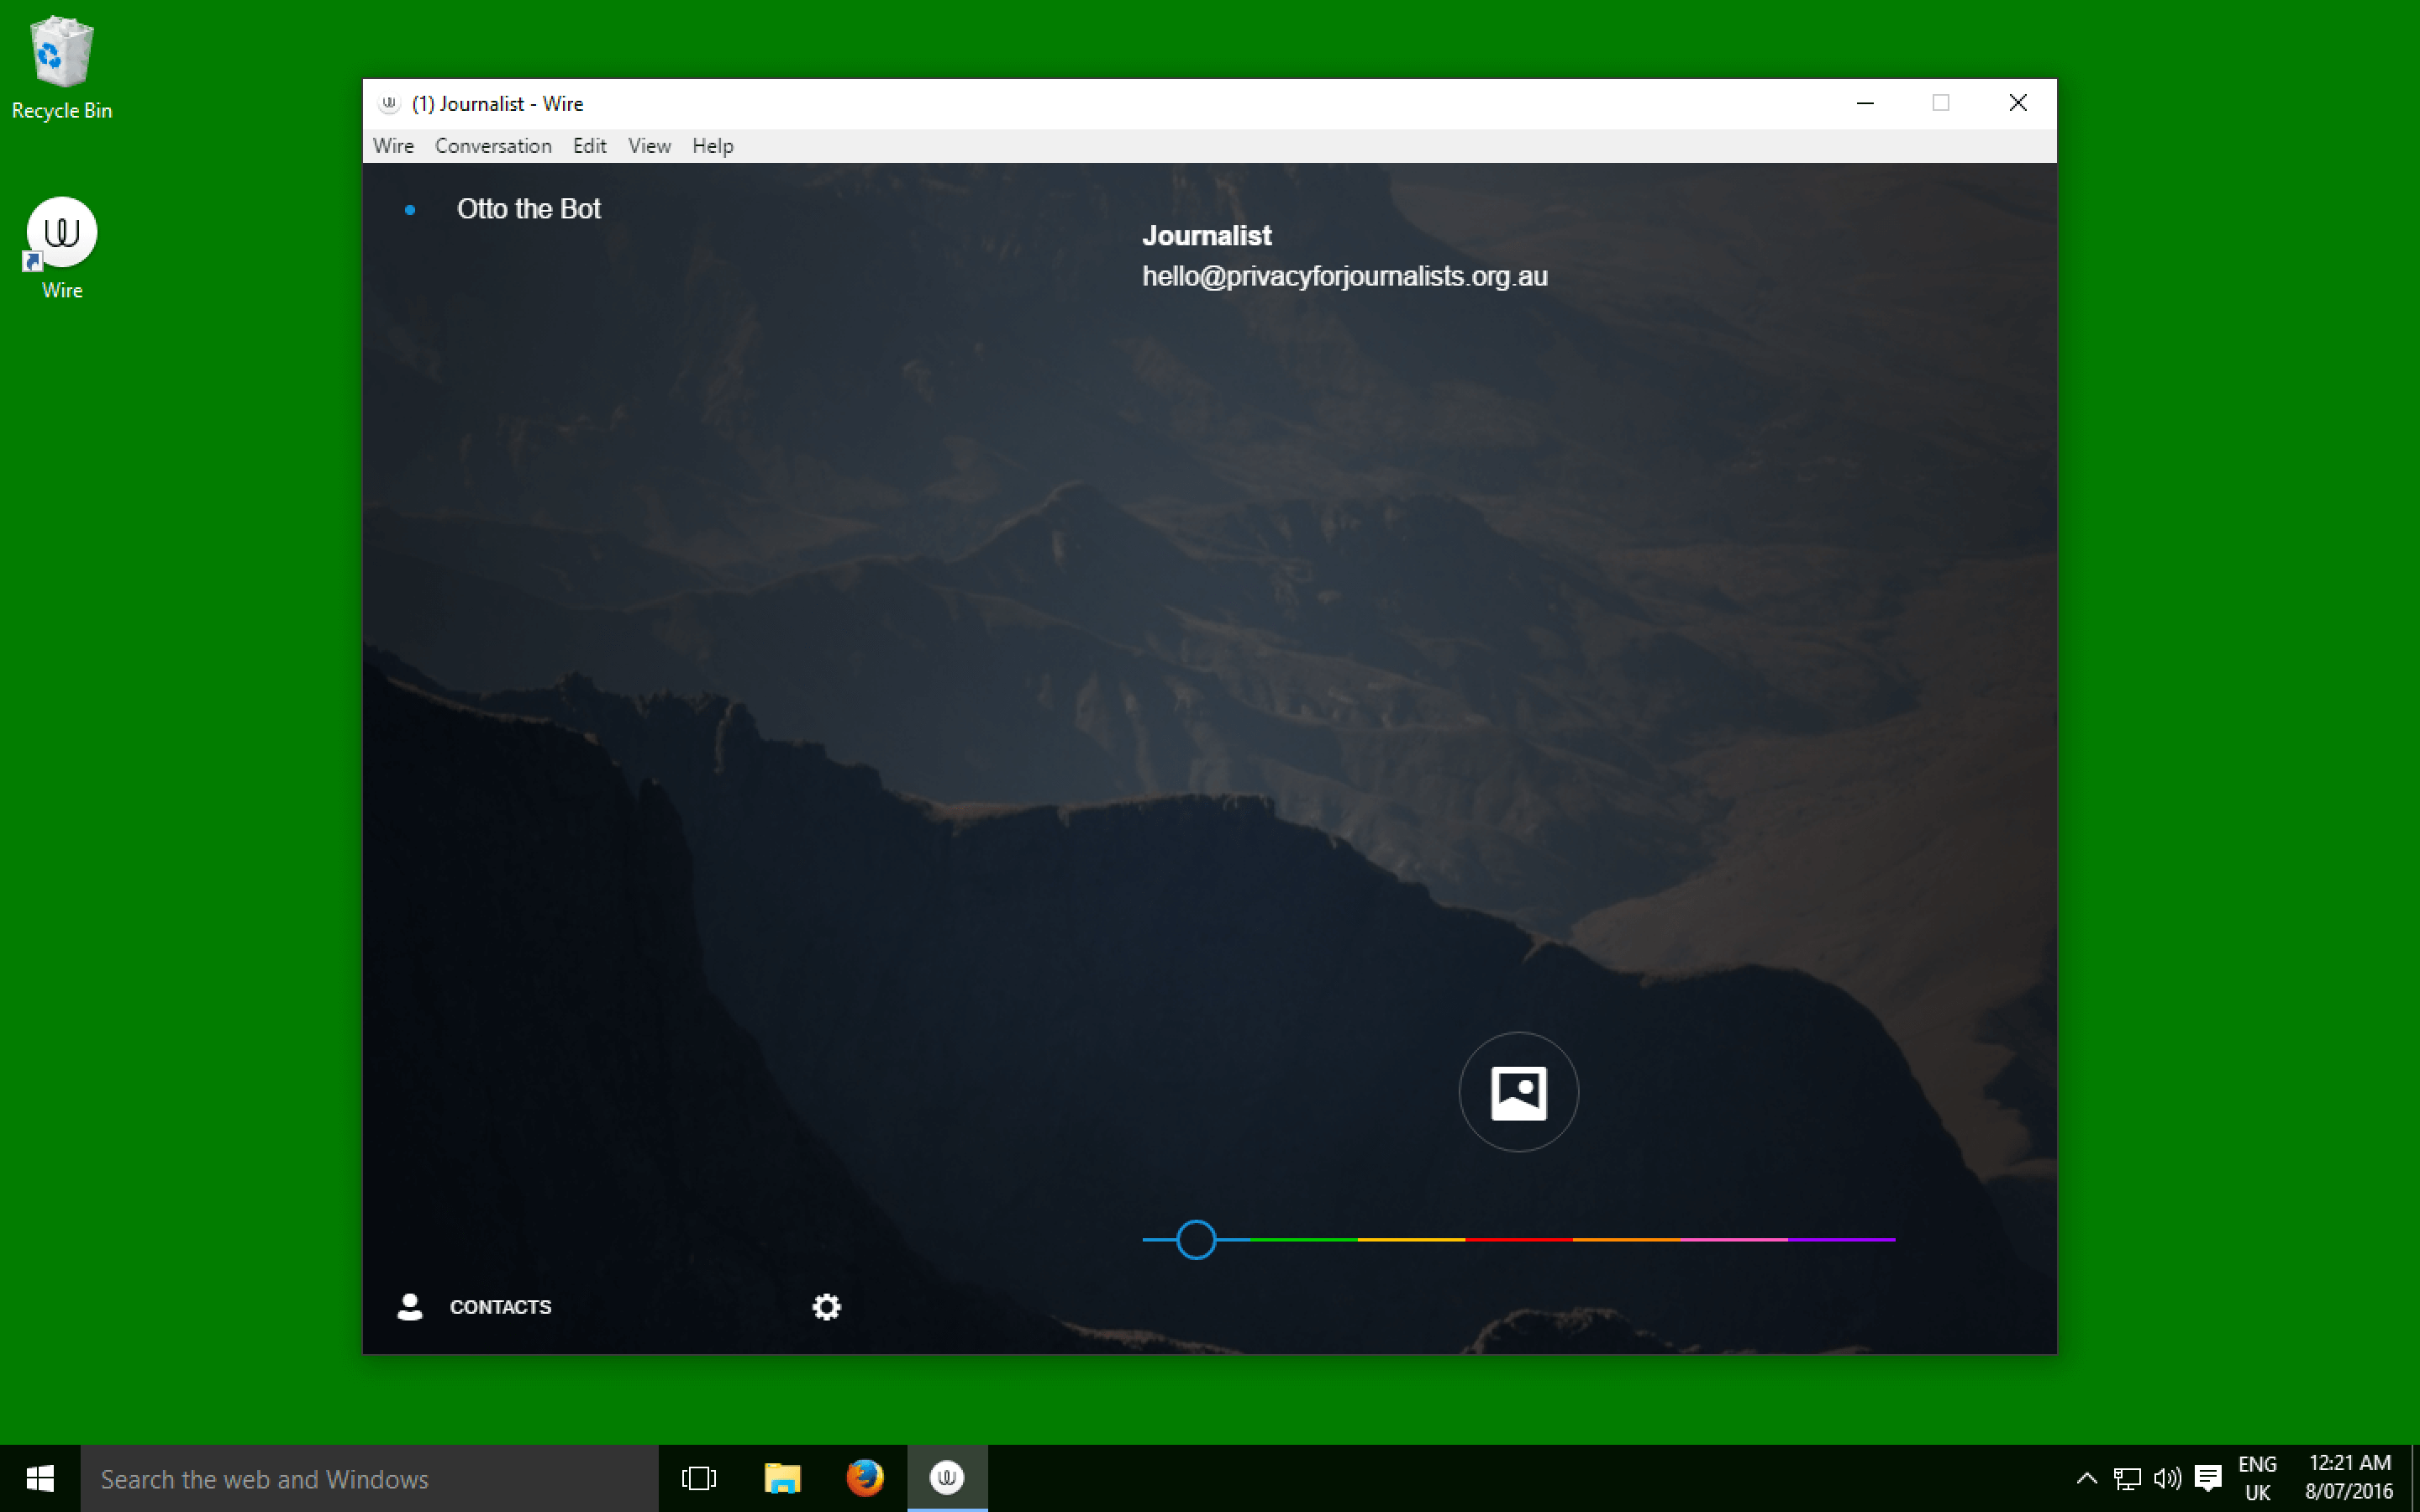 Recycle Bin
Wire
(1) Journalist - Wire
Wire Conversation Edit View Help
Otto the Bot
Journalist
hello@privacyforjournalists.org.au
CONTACTS
Search the web and Windows
ENG
UK
12:21 AM
8/07/2016